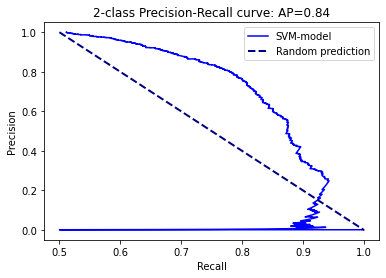 2-class Precision-Recall curve: AP=0.84
SVM-model
Random prediction
Precision
1.0
0.8
0.6
0.4
0.2
0.0
0.5
0.6
0.7
0.8
0.9
1.0
Recall